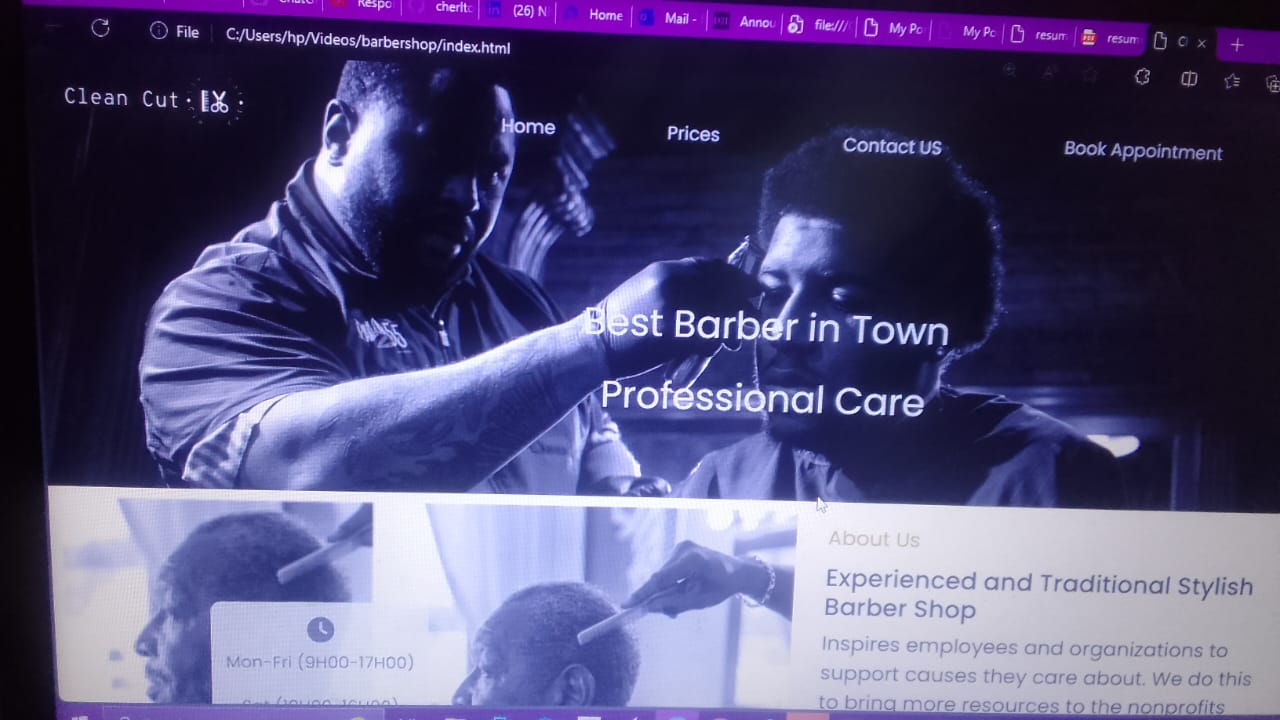 Respo
cherltc
(26) N
Home
Mail -
Annou
file:///
My Po
My Po
resum
resum
File
C:/Users/hp/Videos/barbershop/index.html
Clean Cut
Home
Prices
Contact US
Book Appointment
Best Barber in Town
Professional Care
About Us
Experienced and Traditional Stylish
Barber Shop
Mon-Fri (9H00-17H00)
Inspires employees and organizations to
support causes they care about. We do this
to bring more resources to the nonprofits